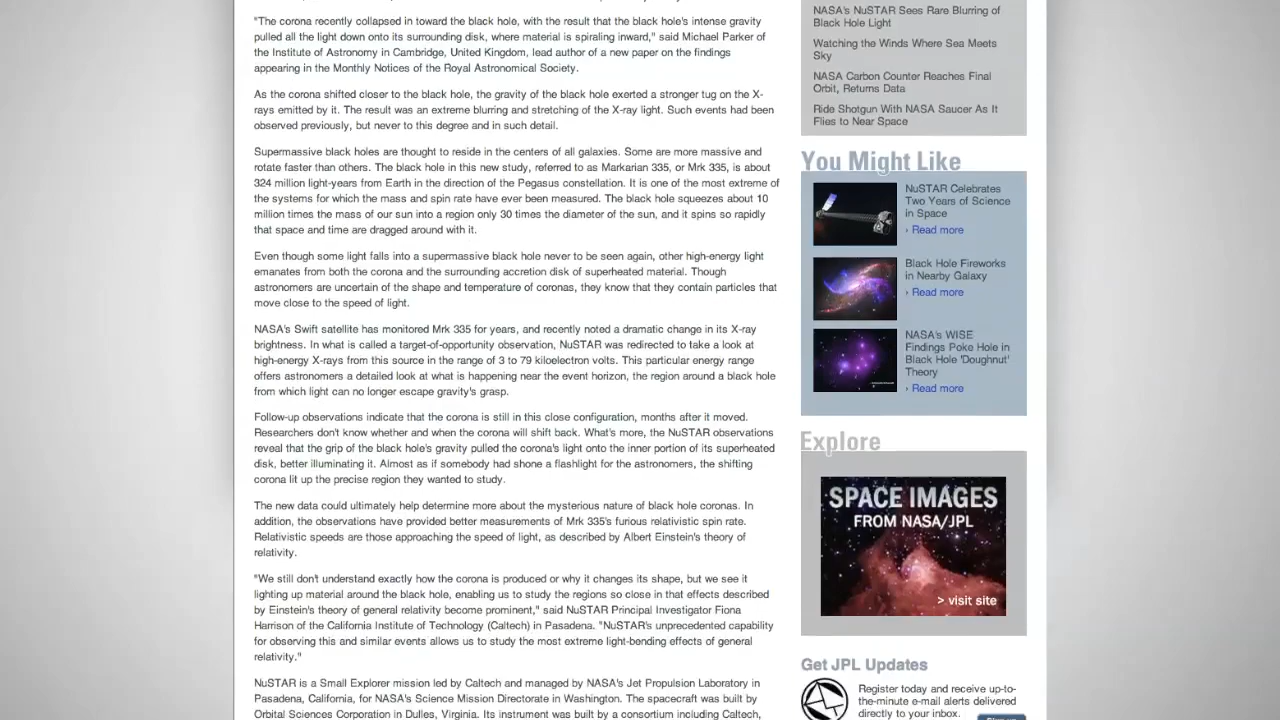 "The corona recently collapsed in toward the black hole, with the result that the black hole's intense gravity
pulled all the light down onto its surrounding disk, where material is spiraling inward," said Michael Parker of
the Institute of Astronomy in Cambridge, United Kingdom, lead author of a new paper on the findings
appearing in the Monthly Notices of the Royal Astronomical Society.
As the corona shifted closer to the black hole, the gravity of the black hole exerted a stronger tug on the X-
rays emitted by it. The result was an extreme blurring and stretching of the X-ray light. Such events had been
observed previously, but never to this degree and in such detail.
Supermassive black holes are thought to reside in the centers of all galaxies. Some are more massive and
rotate faster than others. The black hole in this new study, referred to as Markarian 335, or Mrk 335, is about
324 million light-years from Earth in the direction of the Pegasus constellation. It is one of the most extreme of
the systems for which the mass and spin rate have ever been measured. The black hole squeezes about 10
million times the mass of our sun into a region only 30 times the diameter of the sun, and it spins so rapidly
that space and time are dragged around with it.
Even though some light falls into a supermassive black hole never to be seen again, other high-energy light
emanates from both the corona and the surrounding accretion disk of superheated material. Though
astronomers are uncertain of the shape and temperature of coronas, they know that they contain particles that
move close to the speed of light.
NASA's Swift satellite has monitored Mrk 335 for years, and recently noted a dramatic change in its X-ray
brightness. In what is called a target-of-opportunity observation, NuSTAR was redirected to take a look at
high-energy X-rays from this source in the range of 3 to 79 kiloelectron volts. This particular energy range
offers astronomers a detailed look at what is happening near the event horizon, the region around a black hole
from which light can no longer escape gravity's grasp.
Follow-up observations indicate that the corona is still in this close configuration, months after it moved.
Researchers don't know whether and when the corona will shift back. What's more, the NuSTAR observations
reveal that the grip of the black hole's gravity pulled the corona's light onto the inner portion of its superheated
disk, better illuminating it. Almost as if somebody had shone a flashlight for the astronomers, the shifting
corona lit up the precise region they wanted to study.
The new data could ultimately help determine more about the mysterious nature of black hole coronas. In
addition, the observations have provided better measurements of Mrk 335's furious relativistic spin rate.
Relativistic speeds are those approaching the speed of light, as described by Albert Einstein's theory of
relativity.
"We still don't understand exactly how the corona is produced or why it changes its shape, but we see it
lighting up material around the black hole, enabling us to study the regions so close in that effects described
by Einstein's theory of general relativity become prominent," said NuSTAR Principal Investigator Fiona
Harrison of the California Institute of Technology (Caltech) in Pasadena. "NuSTAR's unprecedented capability
for observing this and similar events allows us to study the most extreme light-bending effects of general
relativity."
NuSTAR is a Small Explorer mission led by Caltech and managed by NASA's Jet Propulsion Laboratory in
Pasadena, California, for NASA's Science Mission Directorate in Washington. The spacecraft was built by
Orbital Sciences Corporation in Dulles, Virginia. Its instrument was built by a consortium including Caltech,
NASA's NuSTAR Sees Rare Blurring of
Black Hole Light
Watching the Winds Where Sea Meets
Sky
NASA Carbon Counter Reaches Final
Orbit, Returns Data
Ride Shotgun With NASA Saucer As It
Flies to Near Space
You Might Like
NuSTAR Celebrates
Two Years of Science
in Space
› Read more
Black Hole Fireworks
in Nearby Galaxy
› Read more
NASA's WISE
Findings Poke Hole in
Black Hole 'Doughnut'
Theory
› Read more
Explore
SPACE IMAGES
FROM NASA/JPL
> visit site
Get JPL Updates
Register today and receive up-to-
the-minute e-mail alerts delivered
directly to your inbox.